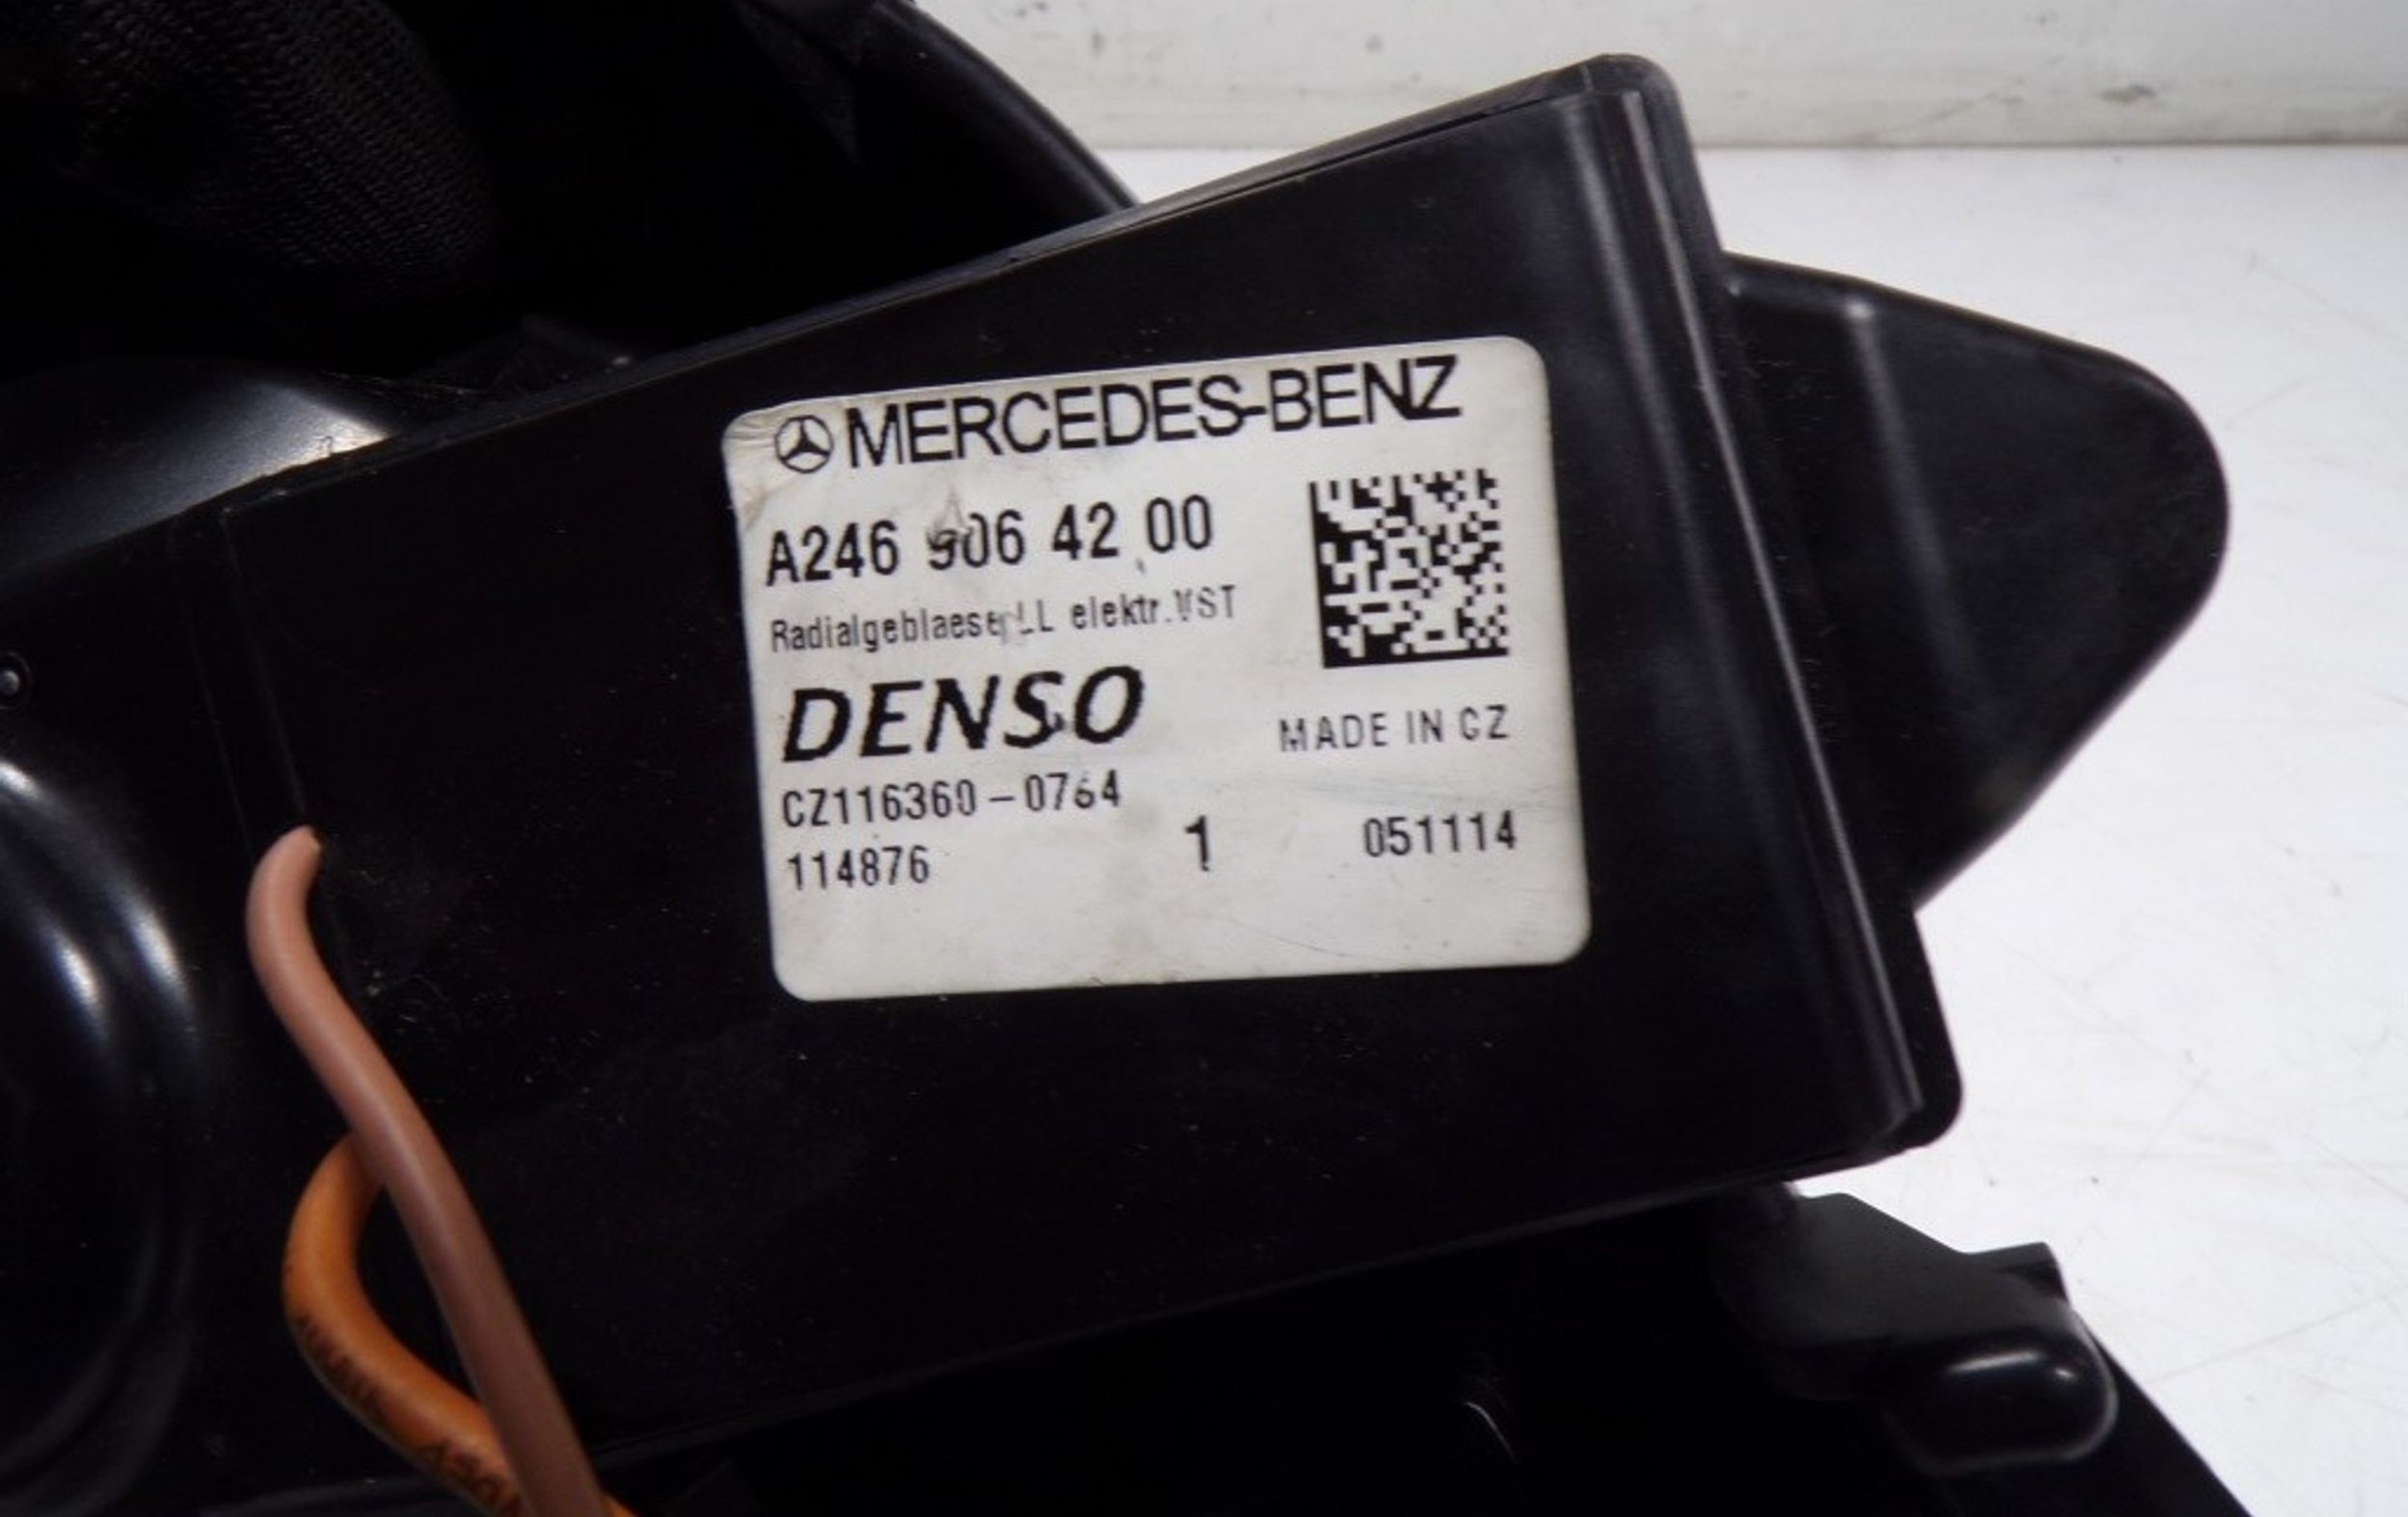 MERCEDES-BENZ
A246 906 42 00
Radialgeblaese LL elektr.VST
DENSO
MADE IN CZ
CZ116360-0764
114876 1 051114